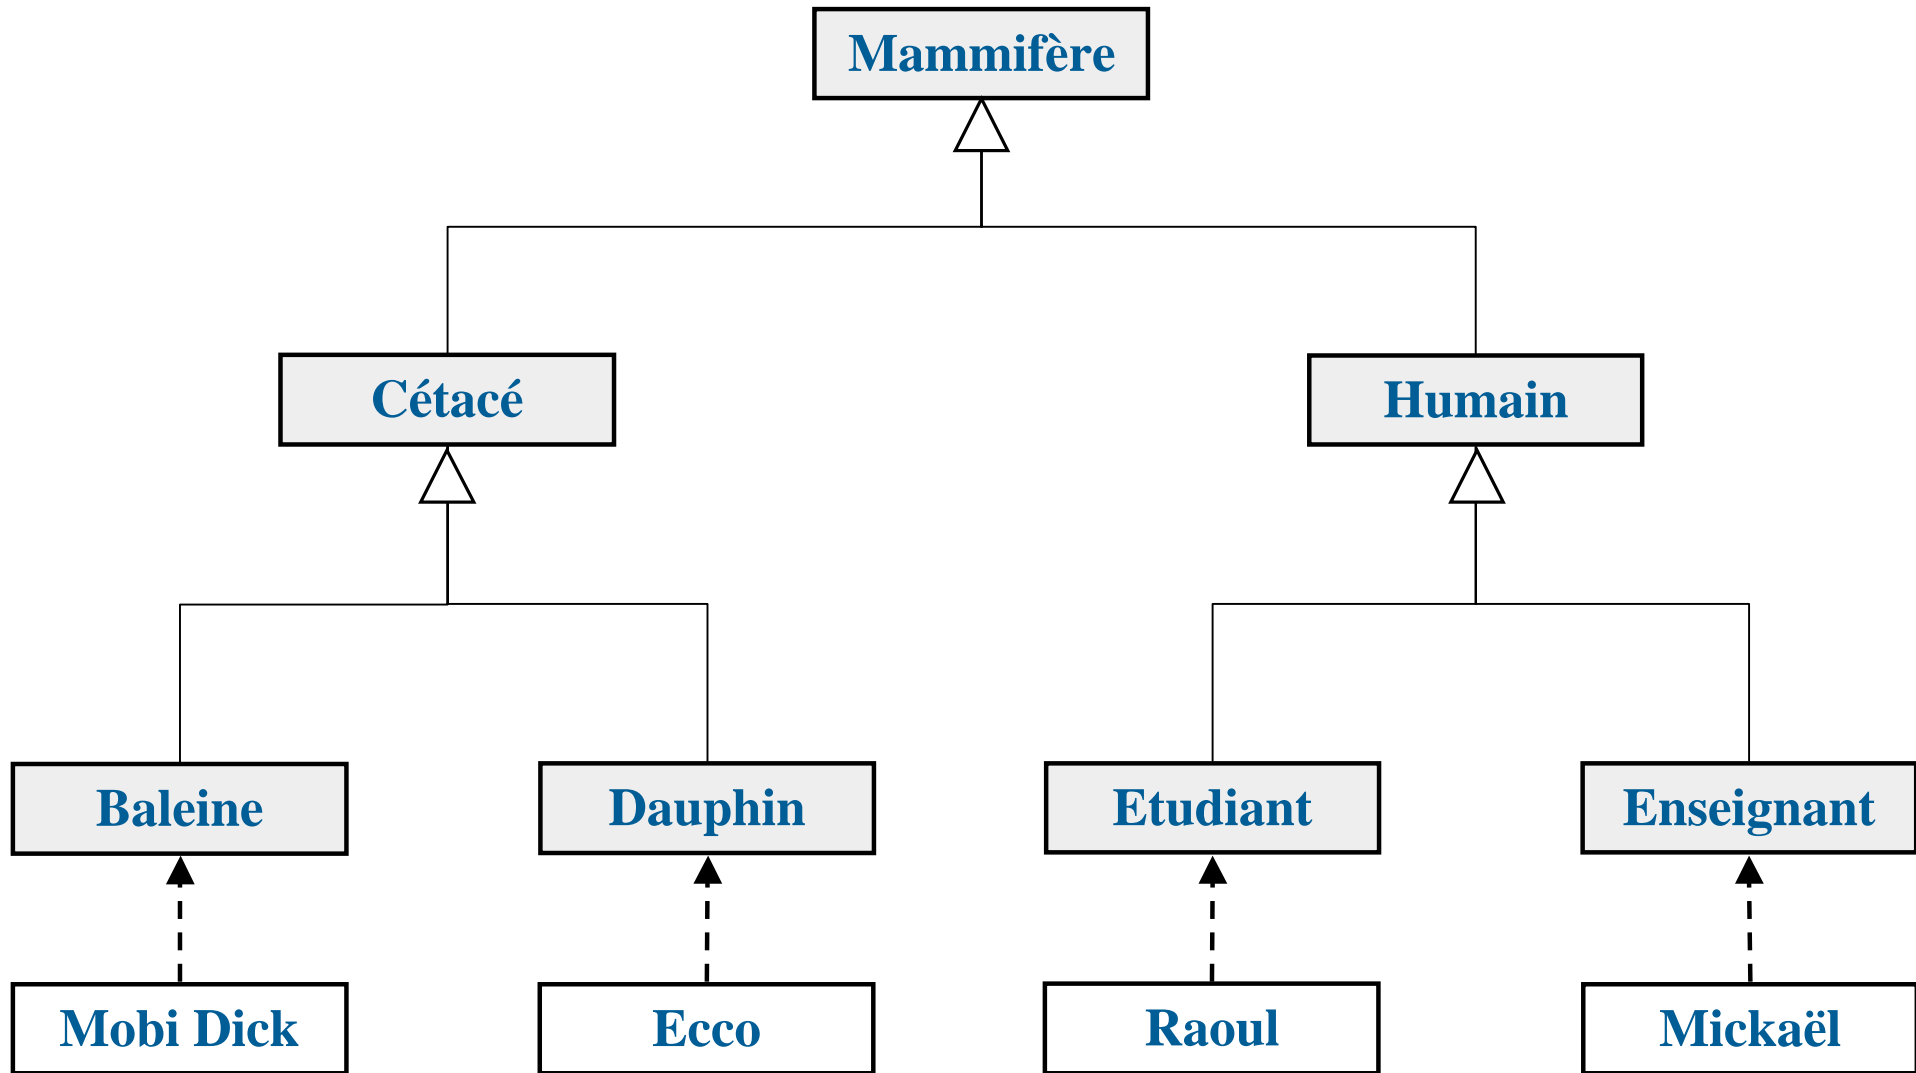 Mammifère
Cétacé
Humain
Baleine
Dauphin
Etudiant
Enseignant
Mobi Dick
Ecco
Raoul
Mickaël